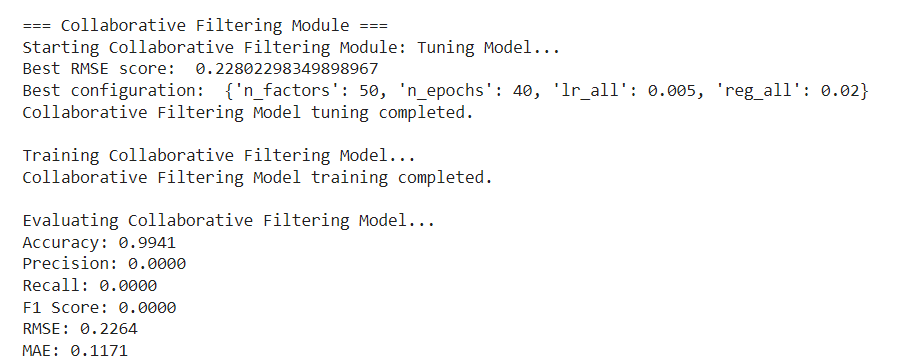 === Collaborative Filtering Module ===
Starting Collaborative Filtering Module: Tuning Model...
Best RMSE score:  0.22802298349898967
Best configuration:  {'n_factors': 50, 'n_epochs': 40, 'lr_all': 0.005, 'reg_all': 0.02}
Collaborative Filtering Model tuning completed.

Training Collaborative Filtering Model...
Collaborative Filtering Model training completed.

Evaluating Collaborative Filtering Model...
Accuracy: 0.9941
Precision: 0.0000
Recall: 0.0000
F1 Score: 0.0000
RMSE: 0.2264
MAE: 0.1171